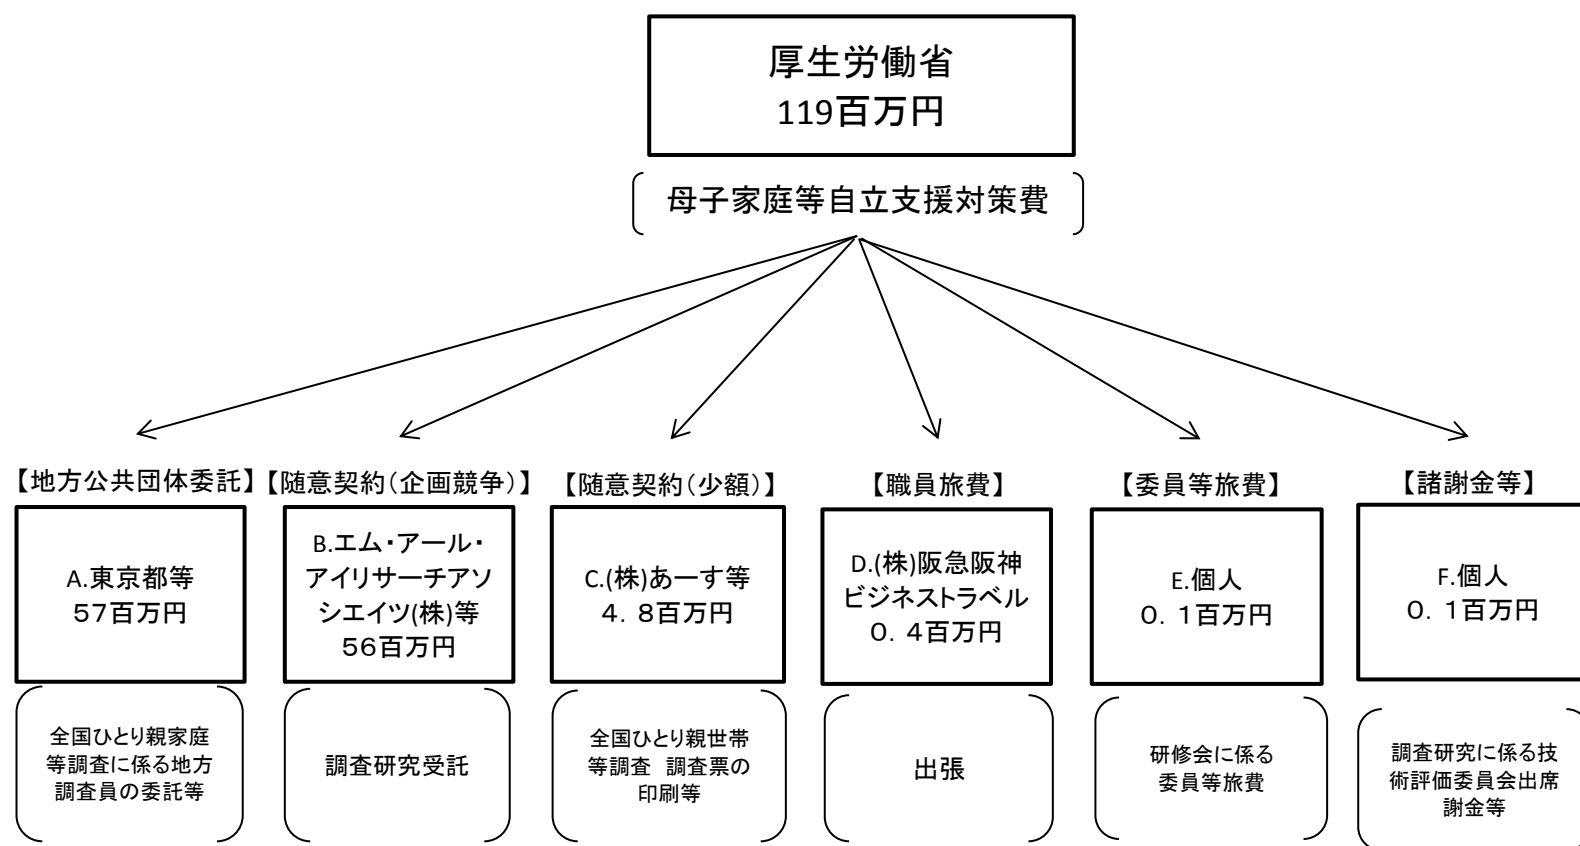 厚生労働省
119百万円
母子家庭等自立支援対策費
【地方公共団体委託】
【随意契約(企画競争)】
【随意契約(少額)】
【職員旅費】
【委員等旅費】
【諸謝金等】
A.東京都等
57百万円
B.エム・アール・
アイリサーチアソ
シエイツ(株)等
56百万円
C.(株)あーす等
4.8百万円
D.(株)阪急阪神
ビジネストラベル
0.4百万円
E.個人
0.1百万円
F.個人
0.1百万円
全国ひとり親家庭
等調査に係る地方
調査員の委託等
調査研究受託
全国ひとり親世帯
等調査 調査票の
印刷等
出張
研修会に係る
委員等旅費
調査研究に係る技
術評価委員会出席
謝金等